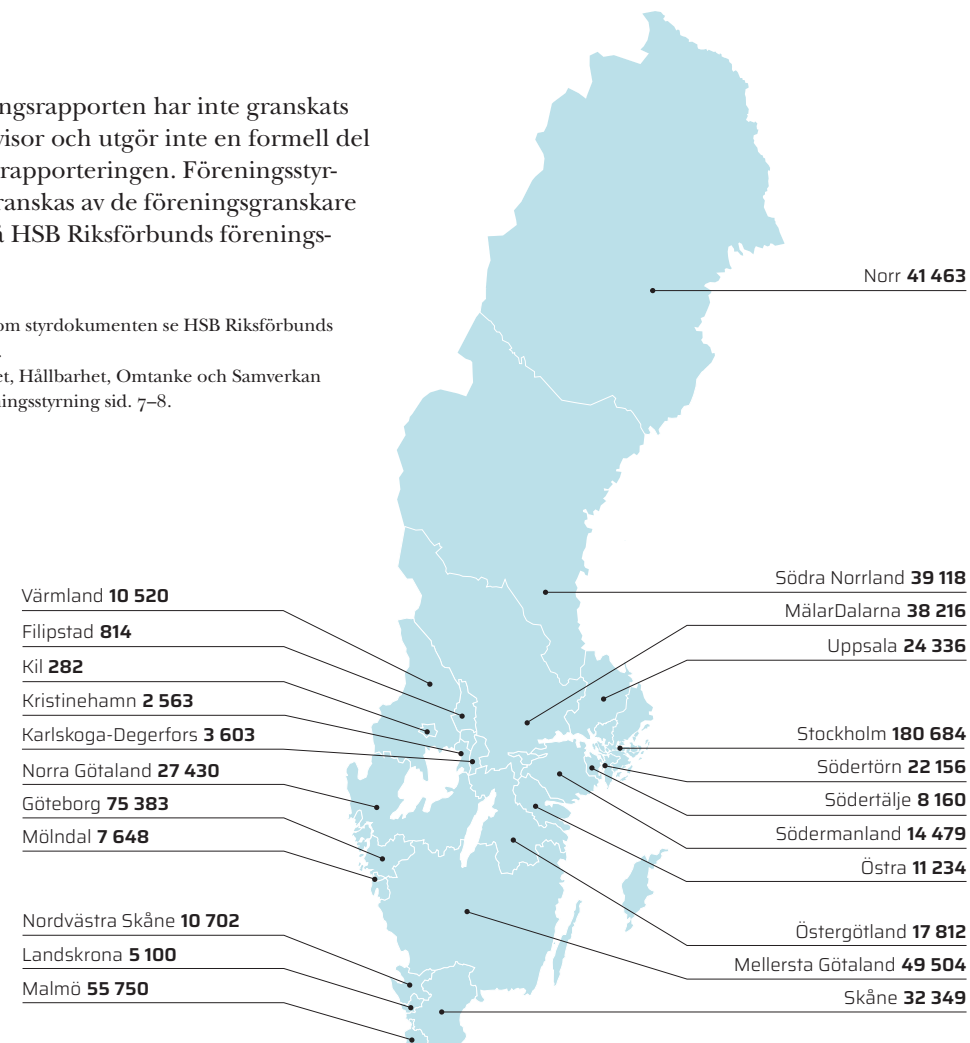 ngsrapporten har inte granskats
visor och utgör inte en formell del
rapporteringen. Föreningsstyr-
ranskas av de föreningsgranskare
å HSB Riksförbunds förenings-
om styrdokumenten se HSB Riksförbunds
.
et, Hållbarhet, Omtanke och Samverkan
ningsstyrning sid. 7–8.
Norr 41 463
Södra Norrland 39 118
MälarDalarna 38 216
Uppsala 24 336
Stockholm 180 684
Södertörn 22 156
Södertälje 8 160
Södermanland 14 479
Östra 11 234
Östergötland 17 812
Mellersta Götaland 49 504
Skåne 32 349
Värmland 10 520
Filipstad 814
Kil 282
Kristinehamn 2 563
Karlskoga-Degerfors 3 603
Norra Götaland 27 430
Göteborg 75 383
Mölndal 7 648
Nordvästra Skåne 10 702
Landskrona 5 100
Malmö 55 750